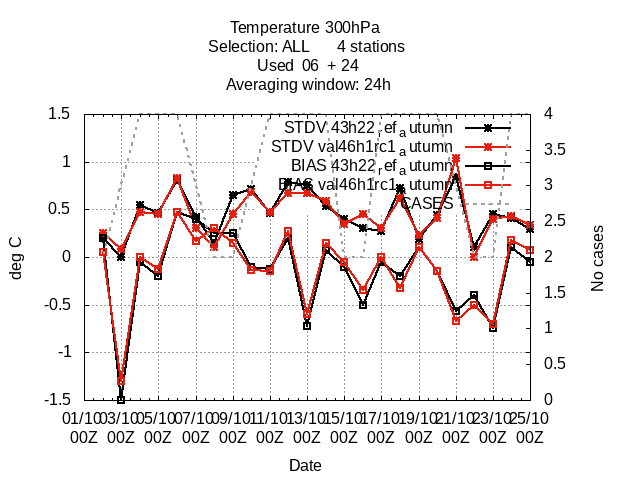 Temperature 300hPa
Selection: ALL 4 stations
Used 06 + 24
Averaging window: 24h
1.5
1
0.5
0
-0.5
-1
-1.5
4
3.5
3
2.5
2
1.5
1
0.5
0
deg C
No cases
STDV 43h22_ref_autumn
STDV val46h1rc1_autumn
BIAS 43h22_ref_autumn
BIAS val46h1rc1_autumn
CASES
01/10 03/10 05/10 07/10 09/10 11/10 13/10 15/10 17/10 19/10 21/10 23/10 25/10
00Z 00Z 00Z 00Z 00Z 00Z 00Z 00Z 00Z 00Z 00Z 00Z 00Z
Date